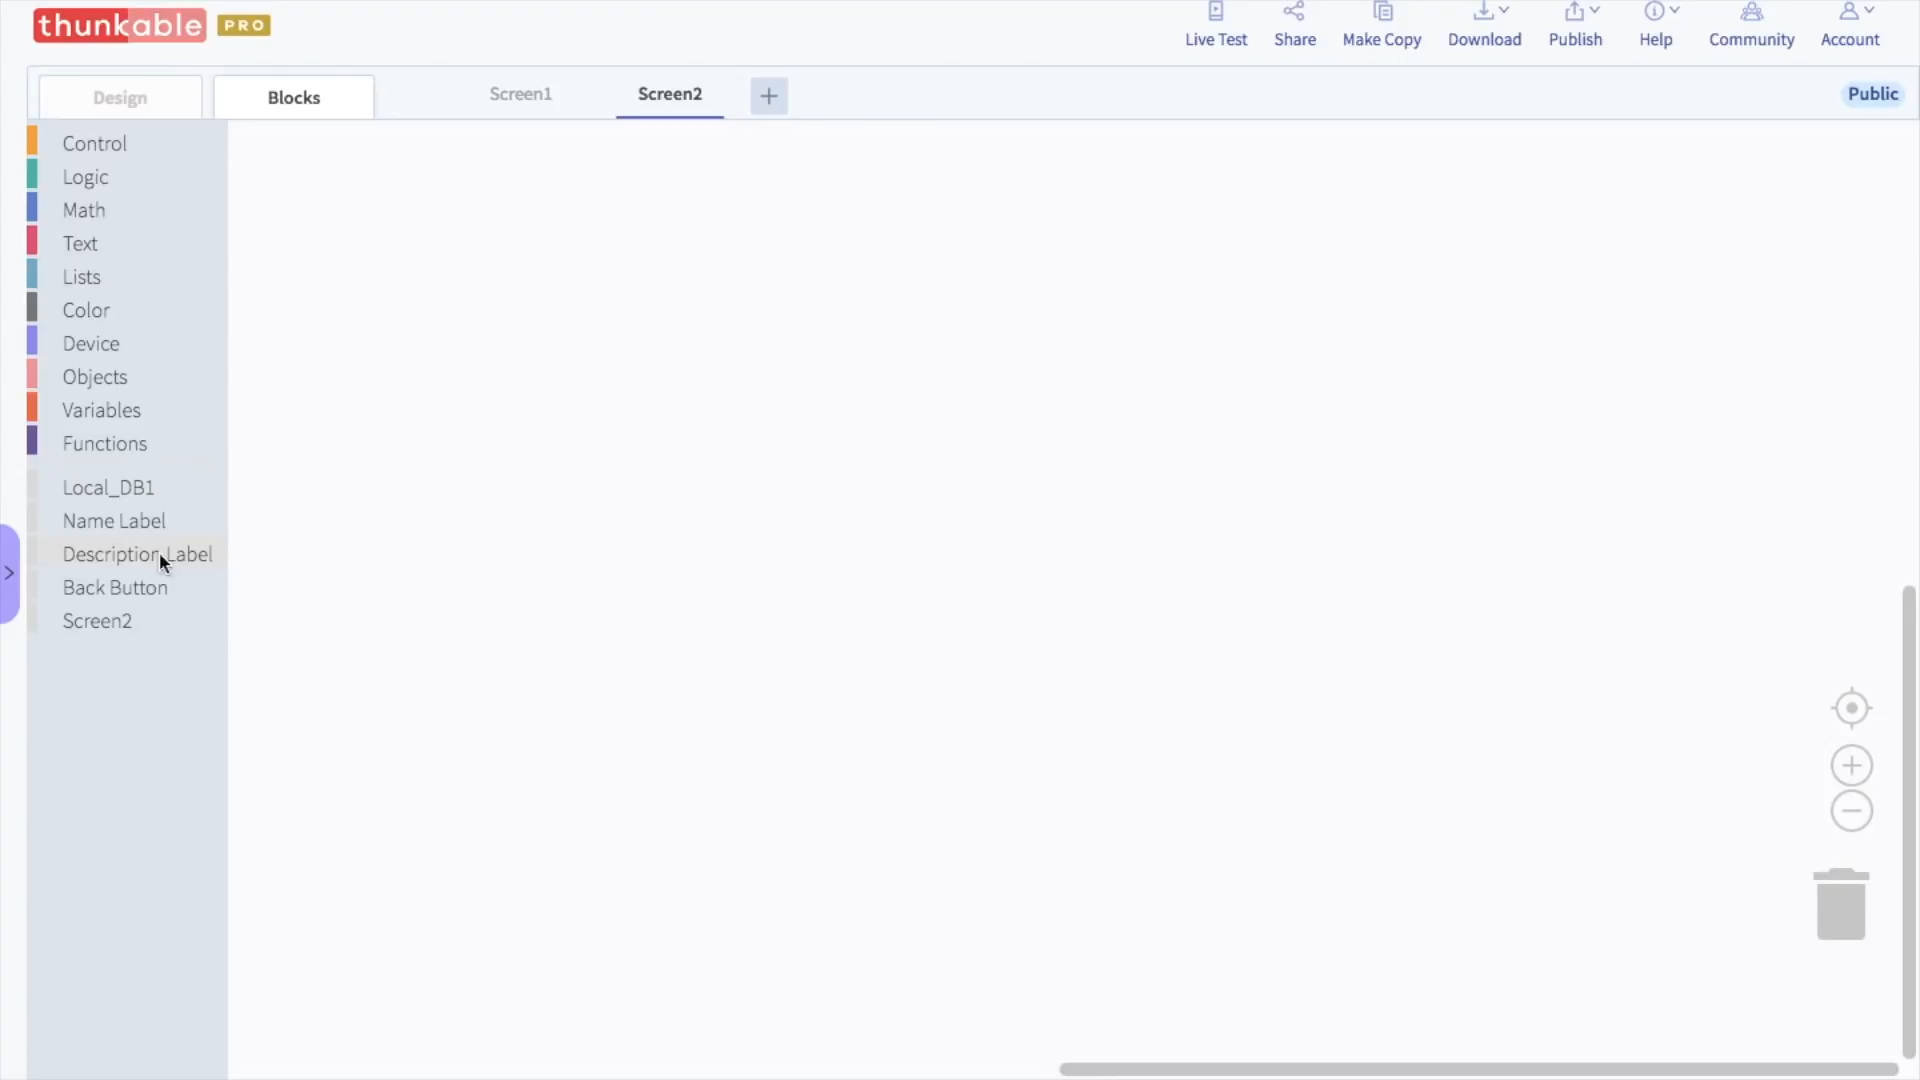 thunkable PRO
Live Test
Share
Make Copy
Download
Publish
Help
Community
Account
Design
Blocks
Screen1
Screen2
+
Public
Control
Logic
Math
Text
Lists
Color
Device
Objects
Variables
Functions
Local_DB1
Name Label
Description Label
Back Button
Screen2